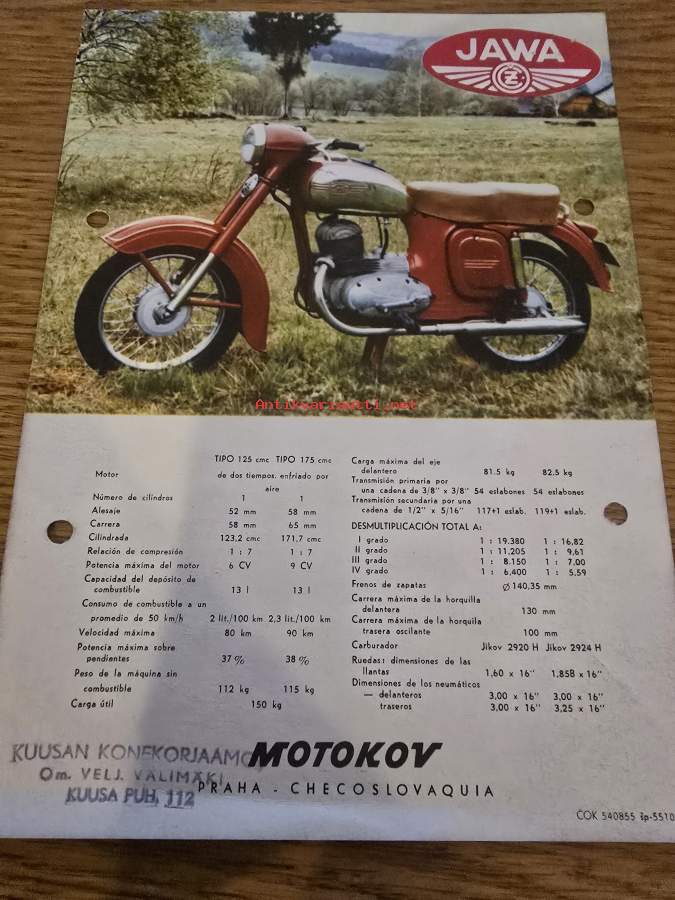 JAWA
ČZ
Antikvariaatti.net
TIPO 125 cmc TIPO 175 cmc
Motor de dos tiempos, enfriado por
aire
Número de cilindros 1 1
Alesaje 52 mm 58 mm
Carrera 58 mm 65 mm
Cilindrada 123,2 cmc 171,7 cmc
Relación de compresión 1 : 7 1 : 7
Potencia máxima del motor 6 CV 9 CV
Capacidad del depósito de
combustible 13 l 13 l
Consumo de combustible a un
promedio de 50 km/h 2 lit./100 km 2,3 lit./100 km
Velocidad máxima 80 km 90 km
Potencia máxima sobre
pendientes 37 % 38 %
Peso de la máquina sin
combustible 112 kg 115 kg
Carga útil 150 kg
Carga máxima del eje
delantero 81.5 kg 82.5 kg
Transmisión primaria por
una cadena de 3/8" x 3/8" 54 eslabones 54 eslabones
Transmisión secundaria por una
cadena de 1/2" x 5/16" 117+1 eslab. 119+1 eslab.
DESMULTIPLICACIÓN TOTAL A:
I grado 1 : 19.380 1 : 16,82
II grado 1 : 11.205 1 : 9,61
III grado 1 : 8.150 1 : 7,00
IV grado 1 : 6,400 1 : 5,59
Frenos de zapatas ∅ 140,35 mm
Carrera máxima de la horquilla
delantera 130 mm
Carrera máxima de la horquila
trasera oscilante 100 mm
Carburador Jikov 2920 H Jikov 2924 H
Ruedas: dimensiones de las
llantas 1,60 x 16" 1,85B x 16"
Dimensiones de los neumáticos
— delanteros 3,00 x 16" 3,00 x 16"
traseros 3,00 x 16" 3,25 x 16"
KUUSAN KONEKORJAAMO
Om. VELJ. VÄLIMÄKI
KUUSA PUH. 112
MOTOKOV
PRAHA - CHECOSLOVAQUIA
ČOK 540855 šp-5510